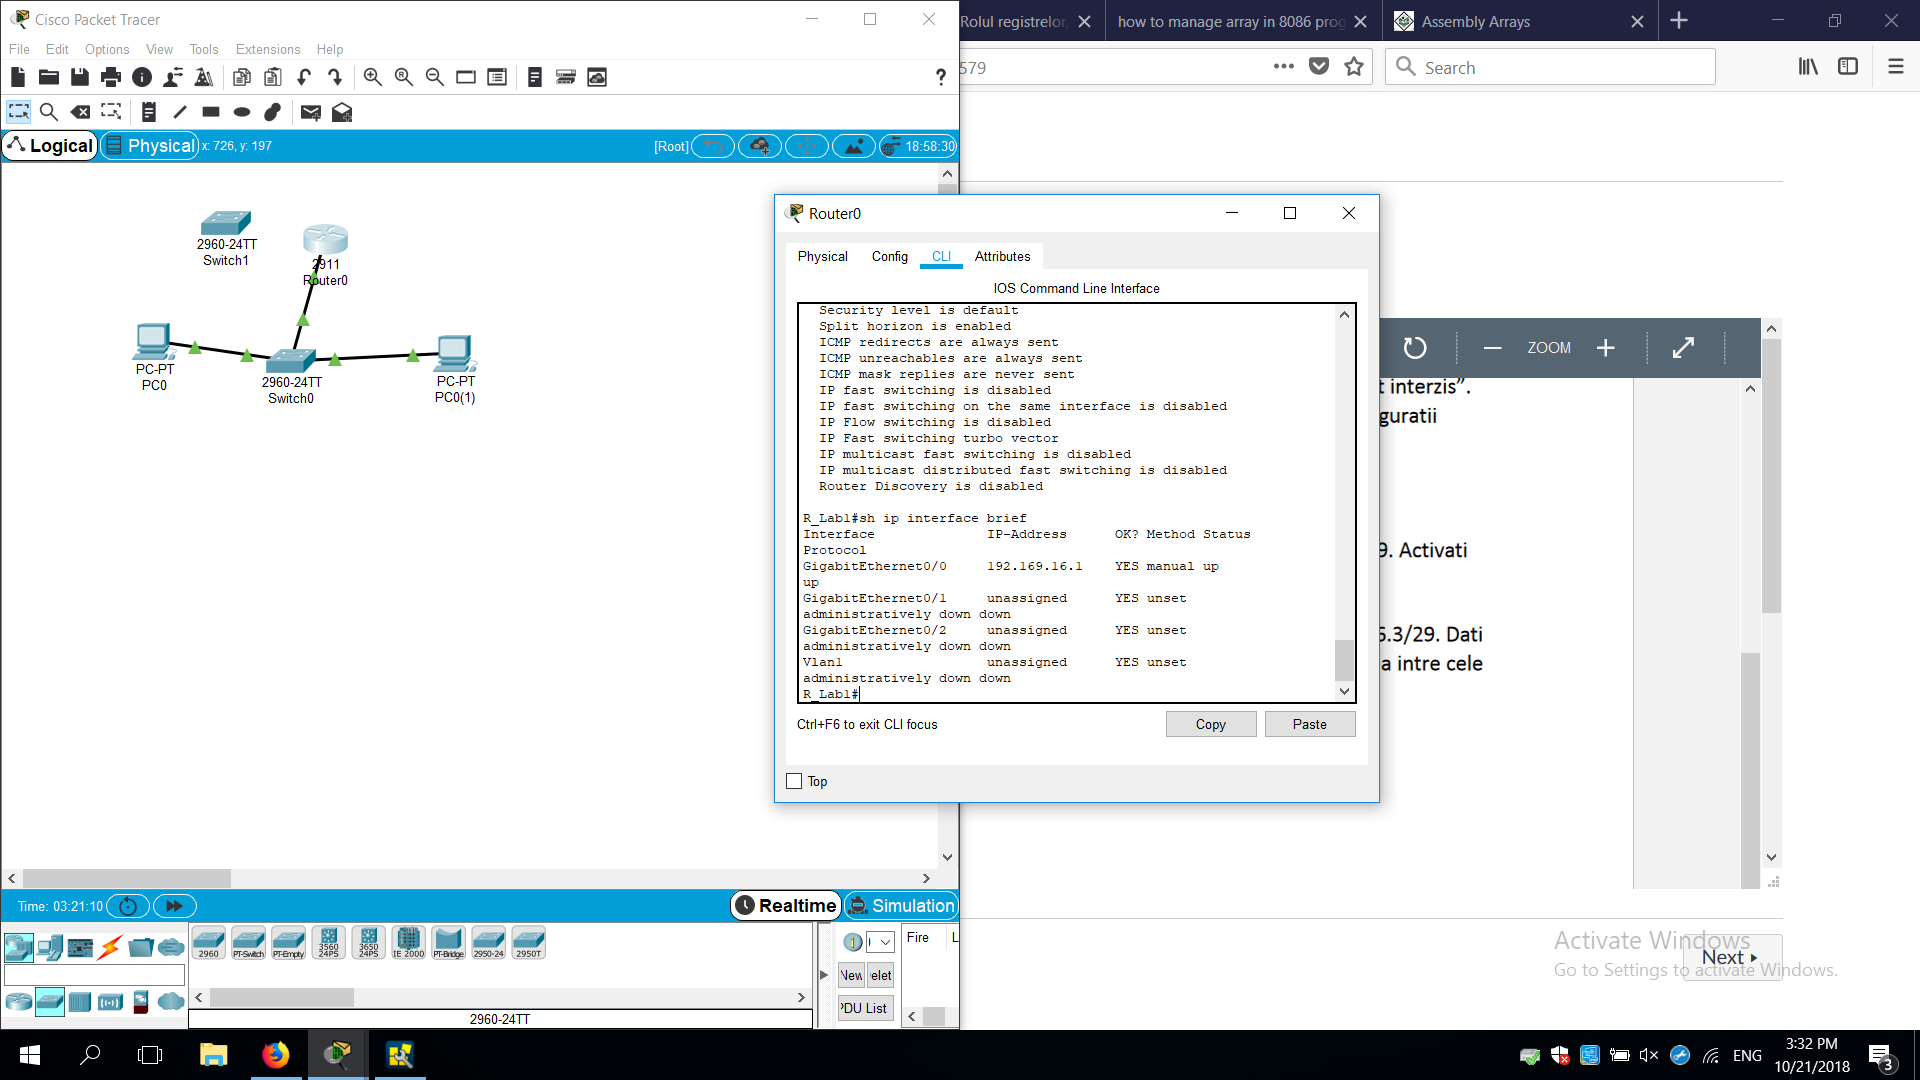 Cisco Packet Tracer
File Edit Options View Tools Extensions Help
?
Logical
Physical
x: 726, y: 197
[Root]
18:58:30
2960-24TT
Switch1
2911
Router0
PC-PT
PC0
2960-24TT
Switch0
PC-PT
PC0(1)
Time: 03:21:10
Realtime
Simulation
2960
PT-Switch
PT-Empty
3560
24PS
3650
24PS
IE 2000
PT-Bridge
2950-24
2950T
2960-24TT
New
elet
PDU List
Fire
L
Router0
Physical Config CLI Attributes
IOS Command Line Interface
Security level is default
Split horizon is enabled
ICMP redirects are always sent
ICMP unreachables are always sent
ICMP mask replies are never sent
IP fast switching is disabled
IP fast switching on the same interface is disabled
IP Flow switching is disabled
IP Fast switching turbo vector
IP multicast fast switching is disabled
IP multicast distributed fast switching is disabled
Router Discovery is disabled
R_Lab1#sh ip interface brief
Interface IP-Address OK? Method Status
Protocol
GigabitEthernet0/0 192.169.16.1 YES manual up
up
GigabitEthernet0/1 unassigned YES unset
administratively down down
GigabitEthernet0/2 unassigned YES unset
administratively down down
Vlan1 unassigned YES unset
administratively down down
R_Lab1#
Ctrl+F6 to exit CLI focus
Copy
Paste
Top
Rolul registrelor,
how to manage array in 8086 prog
Assembly Arrays
579
Search
ZOOM
t interzis”.
guratii
9. Activati
6.3/29. Dati
a intre cele
Activate Windows
Next
Go to Settings to activate Windows.
ENG
3:32 PM
10/21/2018
3